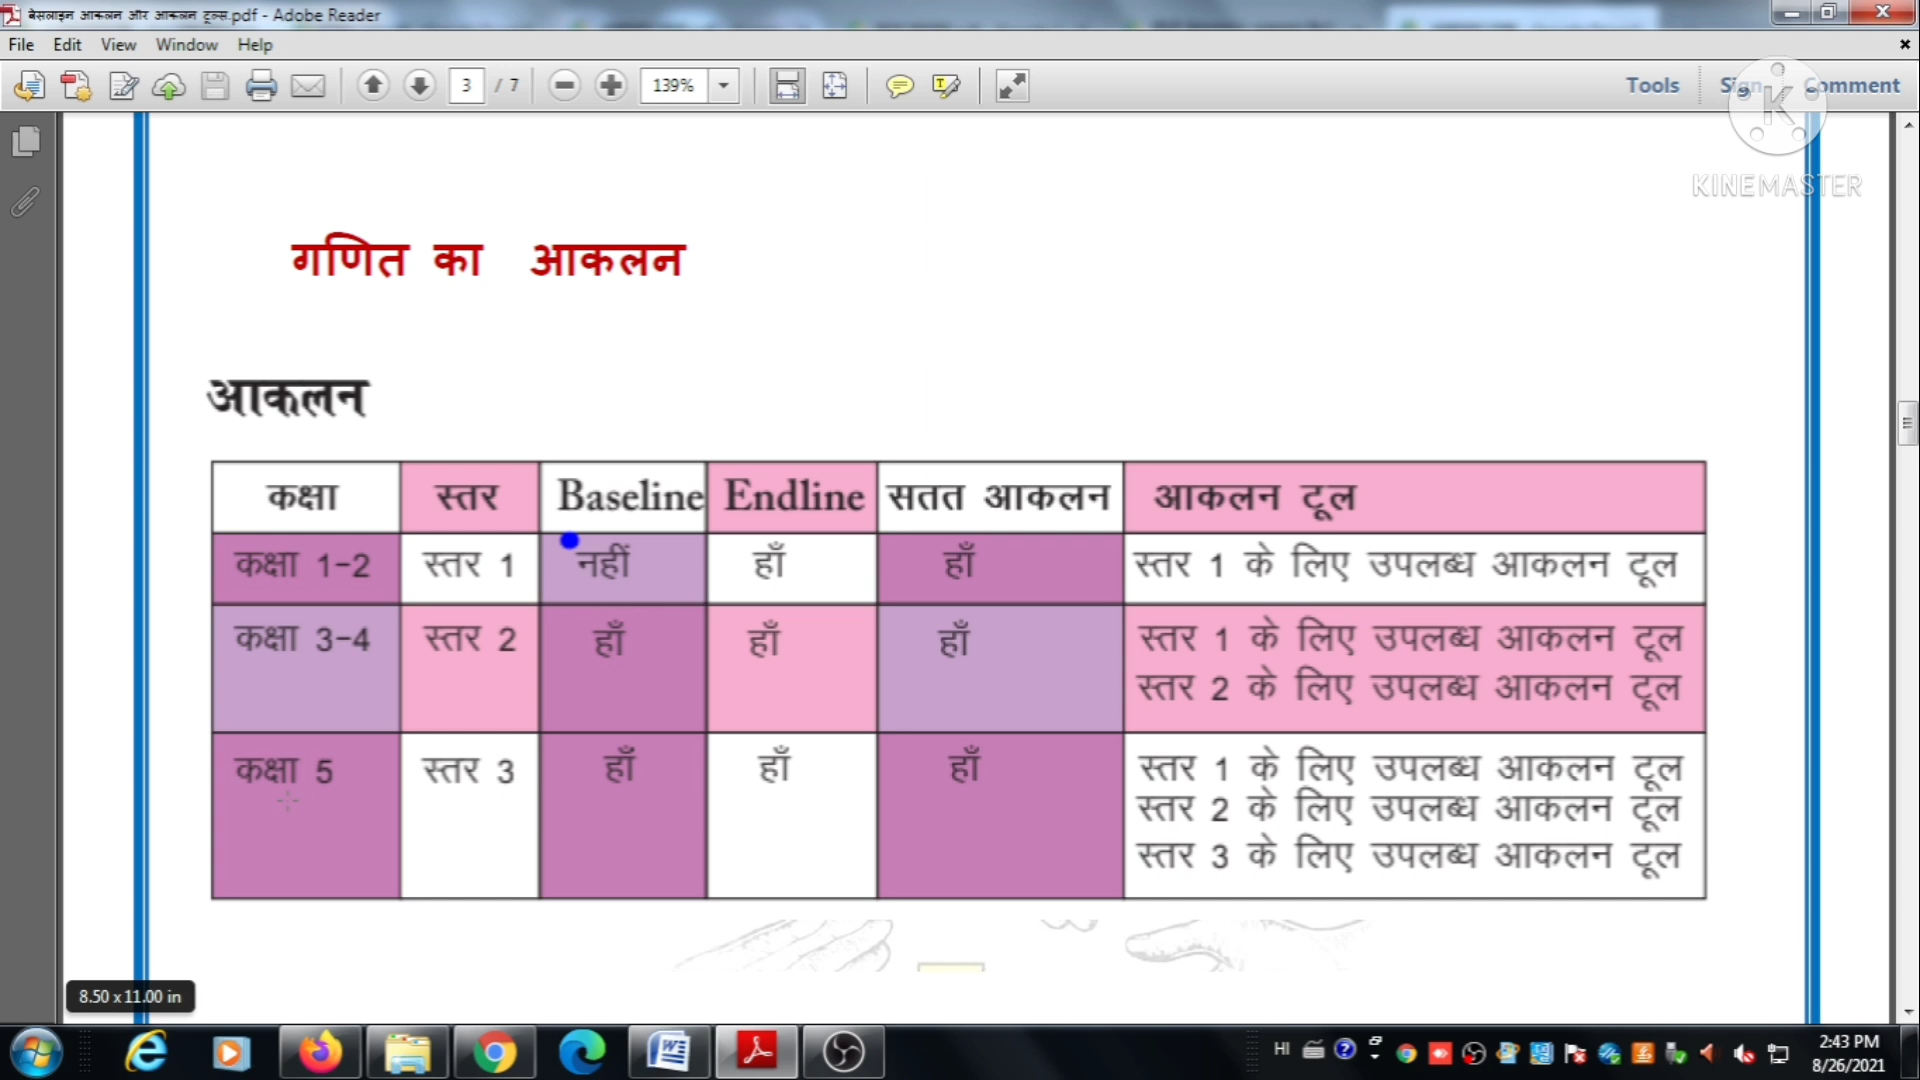 बेसलाइन आकलन और आकलन टूल्स.pdf - Adobe Reader
File Edit View Window Help
3 / 7 139% Tools Sign Comment
KINEMASTER
गणित का आकलन
आकलन
कक्षा स्तर Baseline Endline सतत आकलन आकलन टूल
कक्षा 1-2 स्तर 1 नहीं हाँ हाँ स्तर 1 के लिए उपलब्ध आकलन टूल
कक्षा 3-4 स्तर 2 हाँ हाँ हाँ स्तर 1 के लिए उपलब्ध आकलन टूल
स्तर 2 के लिए उपलब्ध आकलन टूल
कक्षा 5 स्तर 3 हाँ हाँ हाँ स्तर 1 के लिए उपलब्ध आकलन टूल
स्तर 2 के लिए उपलब्ध आकलन टूल
स्तर 3 के लिए उपलब्ध आकलन टूल
8.50 x 11.00 in
HI 2:43 PM
8/26/2021